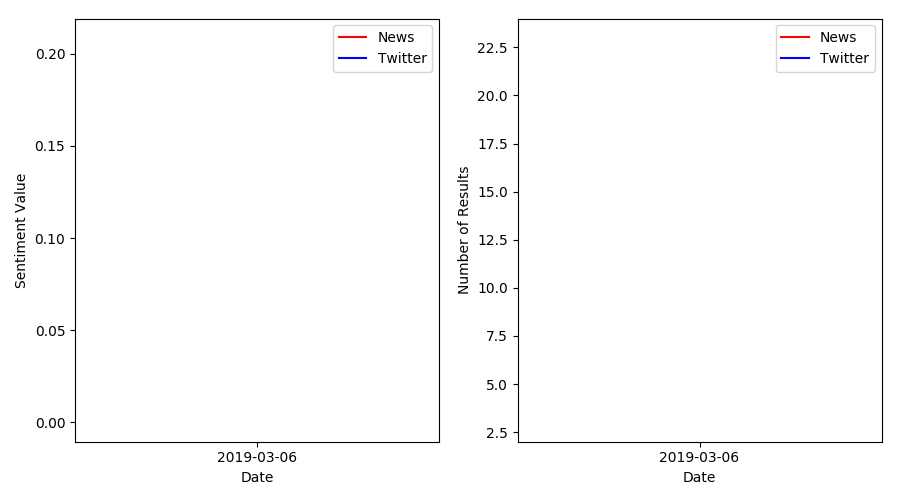 News
Twitter
0.20
0.15
0.10
0.05
0.00
Sentiment Value
2019-03-06
Date
News
Twitter
22.5
20.0
17.5
15.0
12.5
10.0
7.5
5.0
2.5
Number of Results
2019-03-06
Date